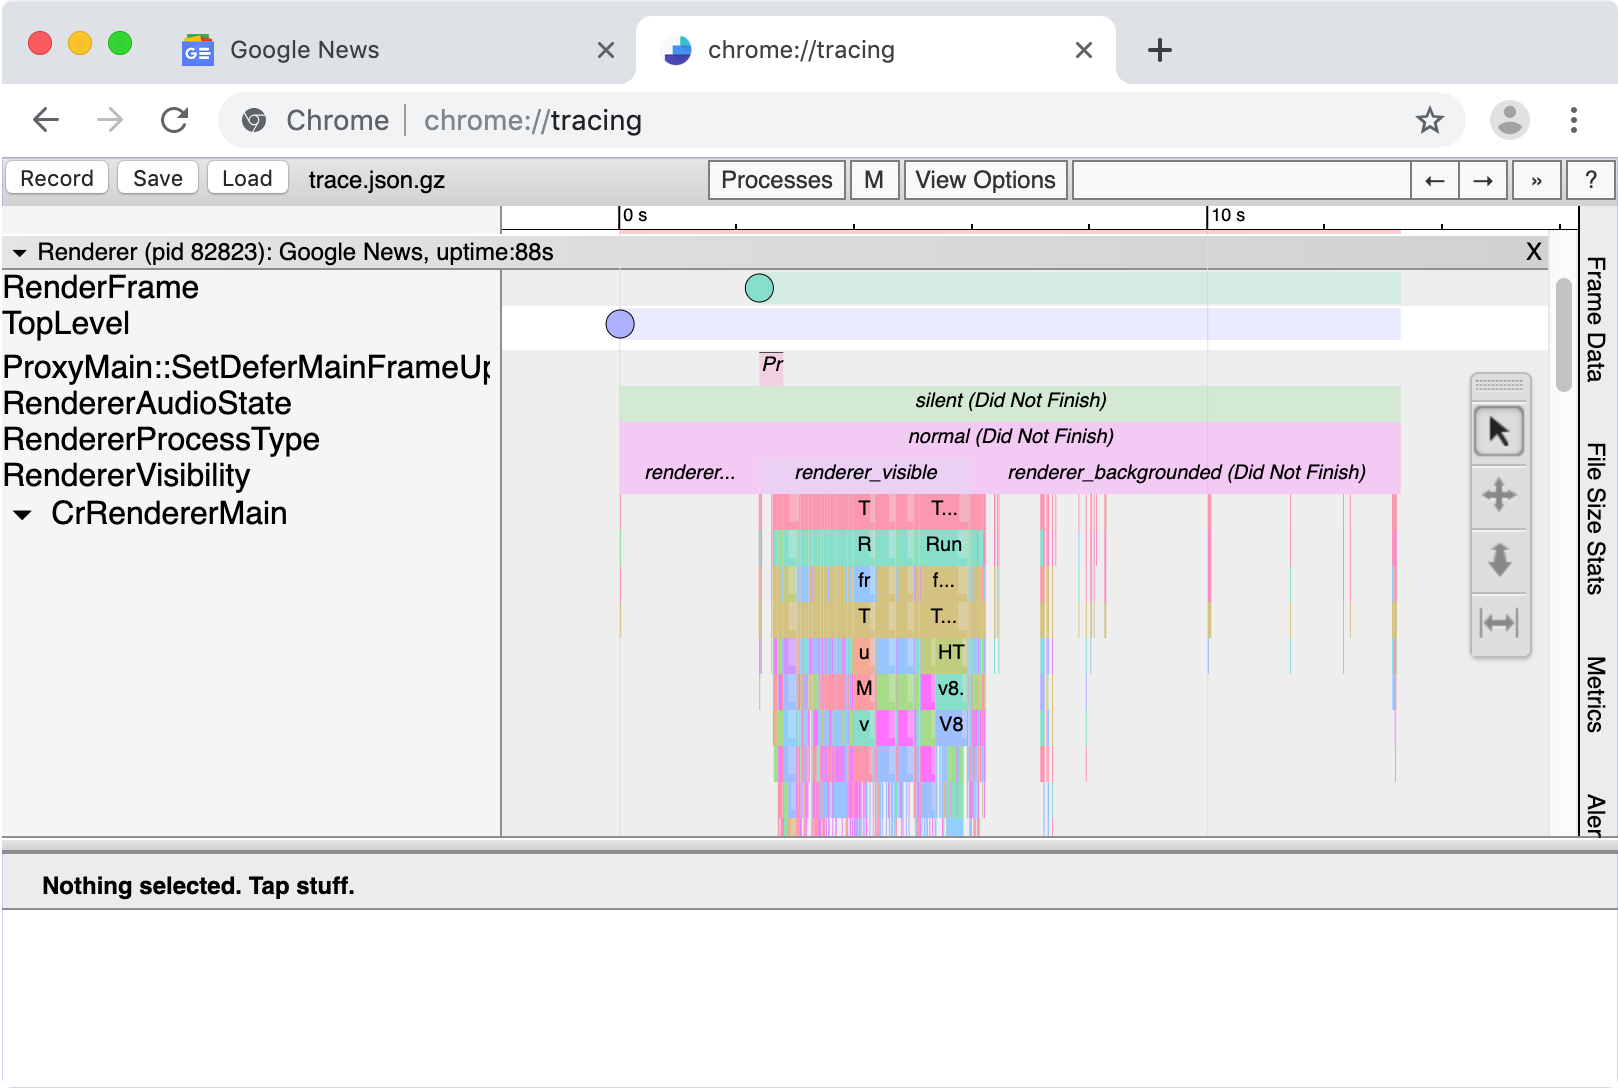 Google News
chrome://tracing
Chrome
chrome://tracing
Record
Save
Load
trace.json.gz
Processes
M
View Options
←
→
»
?
0 s
10 s
Renderer (pid 82823): Google News, uptime:88s
X
RenderFrame
TopLevel
ProxyMain::SetDeferMainFrameUp
Pr
RendererAudioState
silent (Did Not Finish)
RendererProcessType
normal (Did Not Finish)
RendererVisibility
renderer...
renderer_visible
renderer_backgrounded (Did Not Finish)
CrRendererMain
T
T...
R
Run
fr
f...
T
T...
u
HT
M
v8.
v
V8
Frame Data
File Size Stats
Metrics
Aler
Nothing selected. Tap stuff.